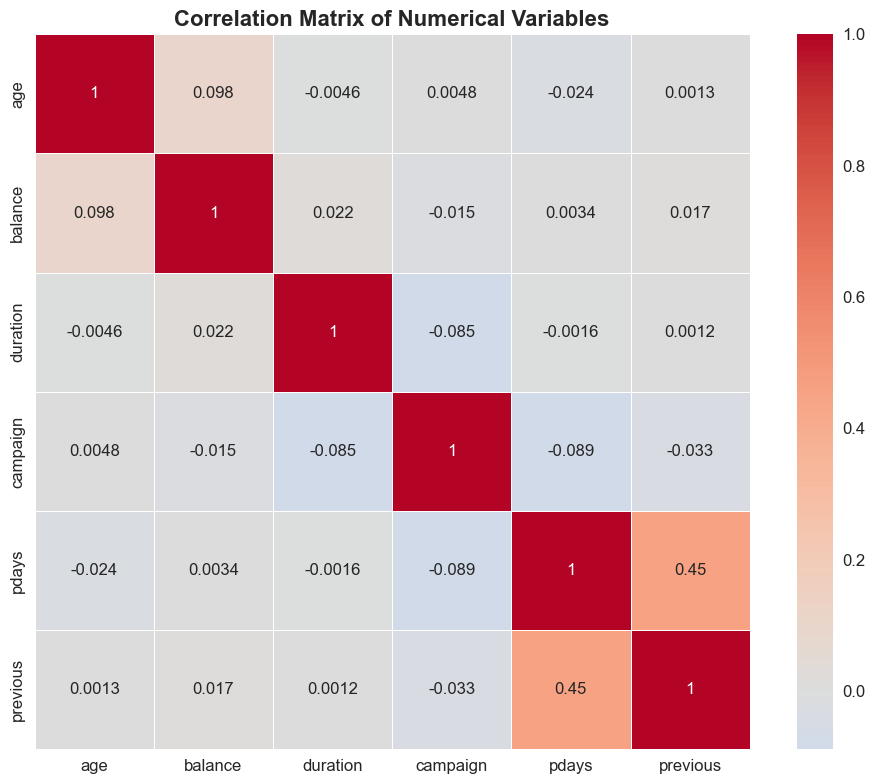 Correlation Matrix of Numerical Variables
age 1 0.098 -0.0046 0.0048 -0.024 0.0013
balance 0.098 1 0.022 -0.015 0.0034 0.017
duration -0.0046 0.022 1 -0.085 -0.0016 0.0012
campaign 0.0048 -0.015 -0.085 1 -0.089 -0.033
pdays -0.024 0.0034 -0.0016 -0.089 1 0.45
previous 0.0013 0.017 0.0012 -0.033 0.45 1
age balance duration campaign pdays previous
1.0
0.8
0.6
0.4
0.2
0.0